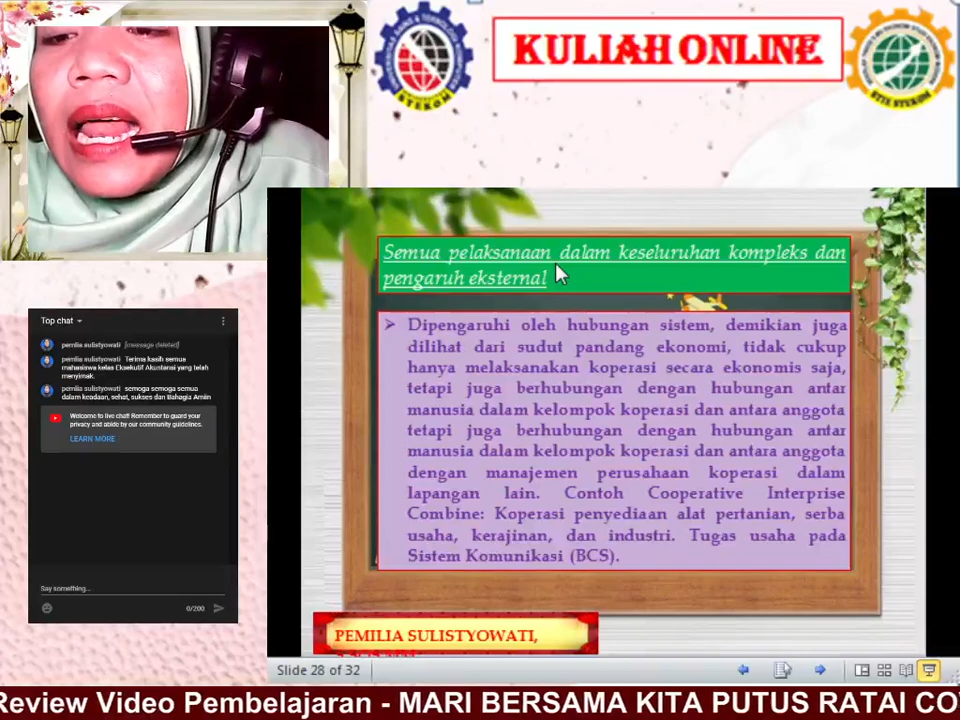 KULIAH ONLINE
STEKOM
STIE STEKOM
Top chat
pemilia sulistyowati [message deleted]
pemilia sulistyowati Terima kasih semua
mahasiswa kelas Eksekutif Akuntansi yang telah
menyimak.
pemilia sulistyowati semoga semoga semua
dalam keadaan, sehat, sukses dan Bahagia Amiin
Welcome to live chat! Remember to guard your
privacy and abide by our community guidelines.
LEARN MORE
Say something...
0/200
Semua pelaksanaan dalam keseluruhan kompleks dan
pengaruh eksternal
➢ Dipengaruhi oleh hubungan sistem, demikian juga
dilihat dari sudut pandang ekonomi, tidak cukup
hanya melaksanakan koperasi secara ekonomis saja,
tetapi juga berhubungan dengan hubungan antar
manusia dalam kelompok koperasi dan antara anggota
tetapi juga berhubungan dengan hubungan antar
manusia dalam kelompok koperasi dan antara anggota
dengan manajemen perusahaan koperasi dalam
lapangan lain. Contoh Cooperative Interprise
Combine: Koperasi penyediaan alat pertanian, serba
usaha, kerajinan, dan industri. Tugas usaha pada
Sistem Komunikasi (BCS).
PEMILIA SULISTYOWATI,
Slide 28 of 32
Review Video Pembelajaran - MARI BERSAMA KITA PUTUS RATAI CO